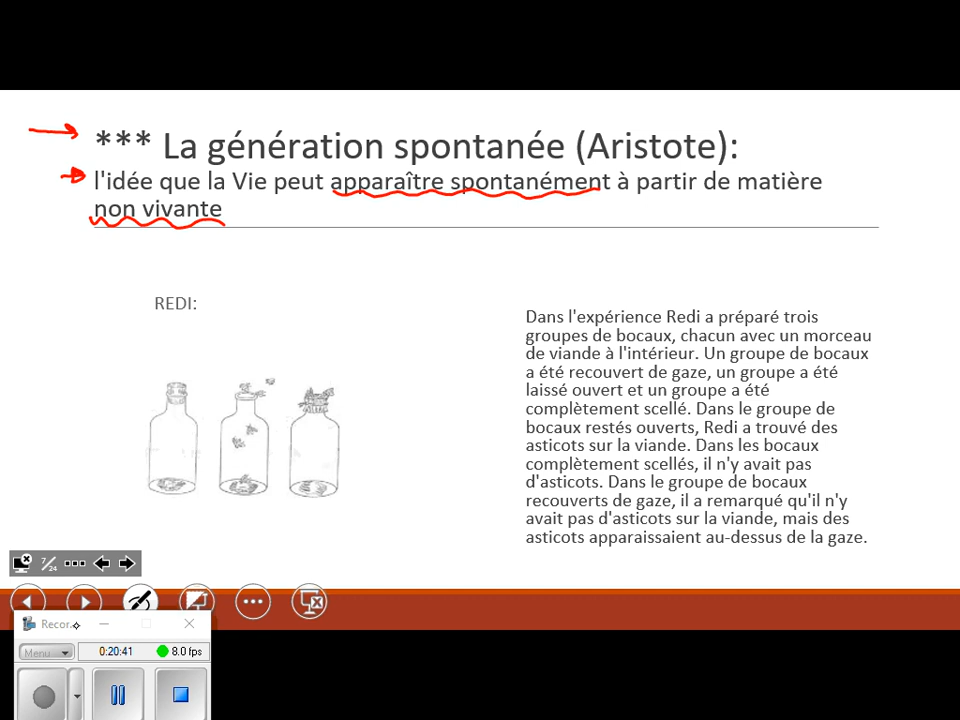 *** La génération spontanée (Aristote):
l'idée que la Vie peut apparaître spontanément à partir de matière
non vivante
REDI:
Dans l'expérience Redi a préparé trois
groupes de bocaux, chacun avec un morceau
de viande à l'intérieur. Un groupe de bocaux
a été recouvert de gaze, un groupe a été
laissé ouvert et un groupe a été
complètement scellé. Dans le groupe de
bocaux restés ouverts, Redi a trouvé des
asticots sur la viande. Dans les bocaux
complètement scellés, il n'y avait pas
d'asticots. Dans le groupe de bocaux
recouverts de gaze, il a remarqué qu'il n'y
avait pas d'asticots sur la viande, mais des
asticots apparaissaient au-dessus de la gaze.
7/24
Recor...
Menu
0:20:41
8.0 fps